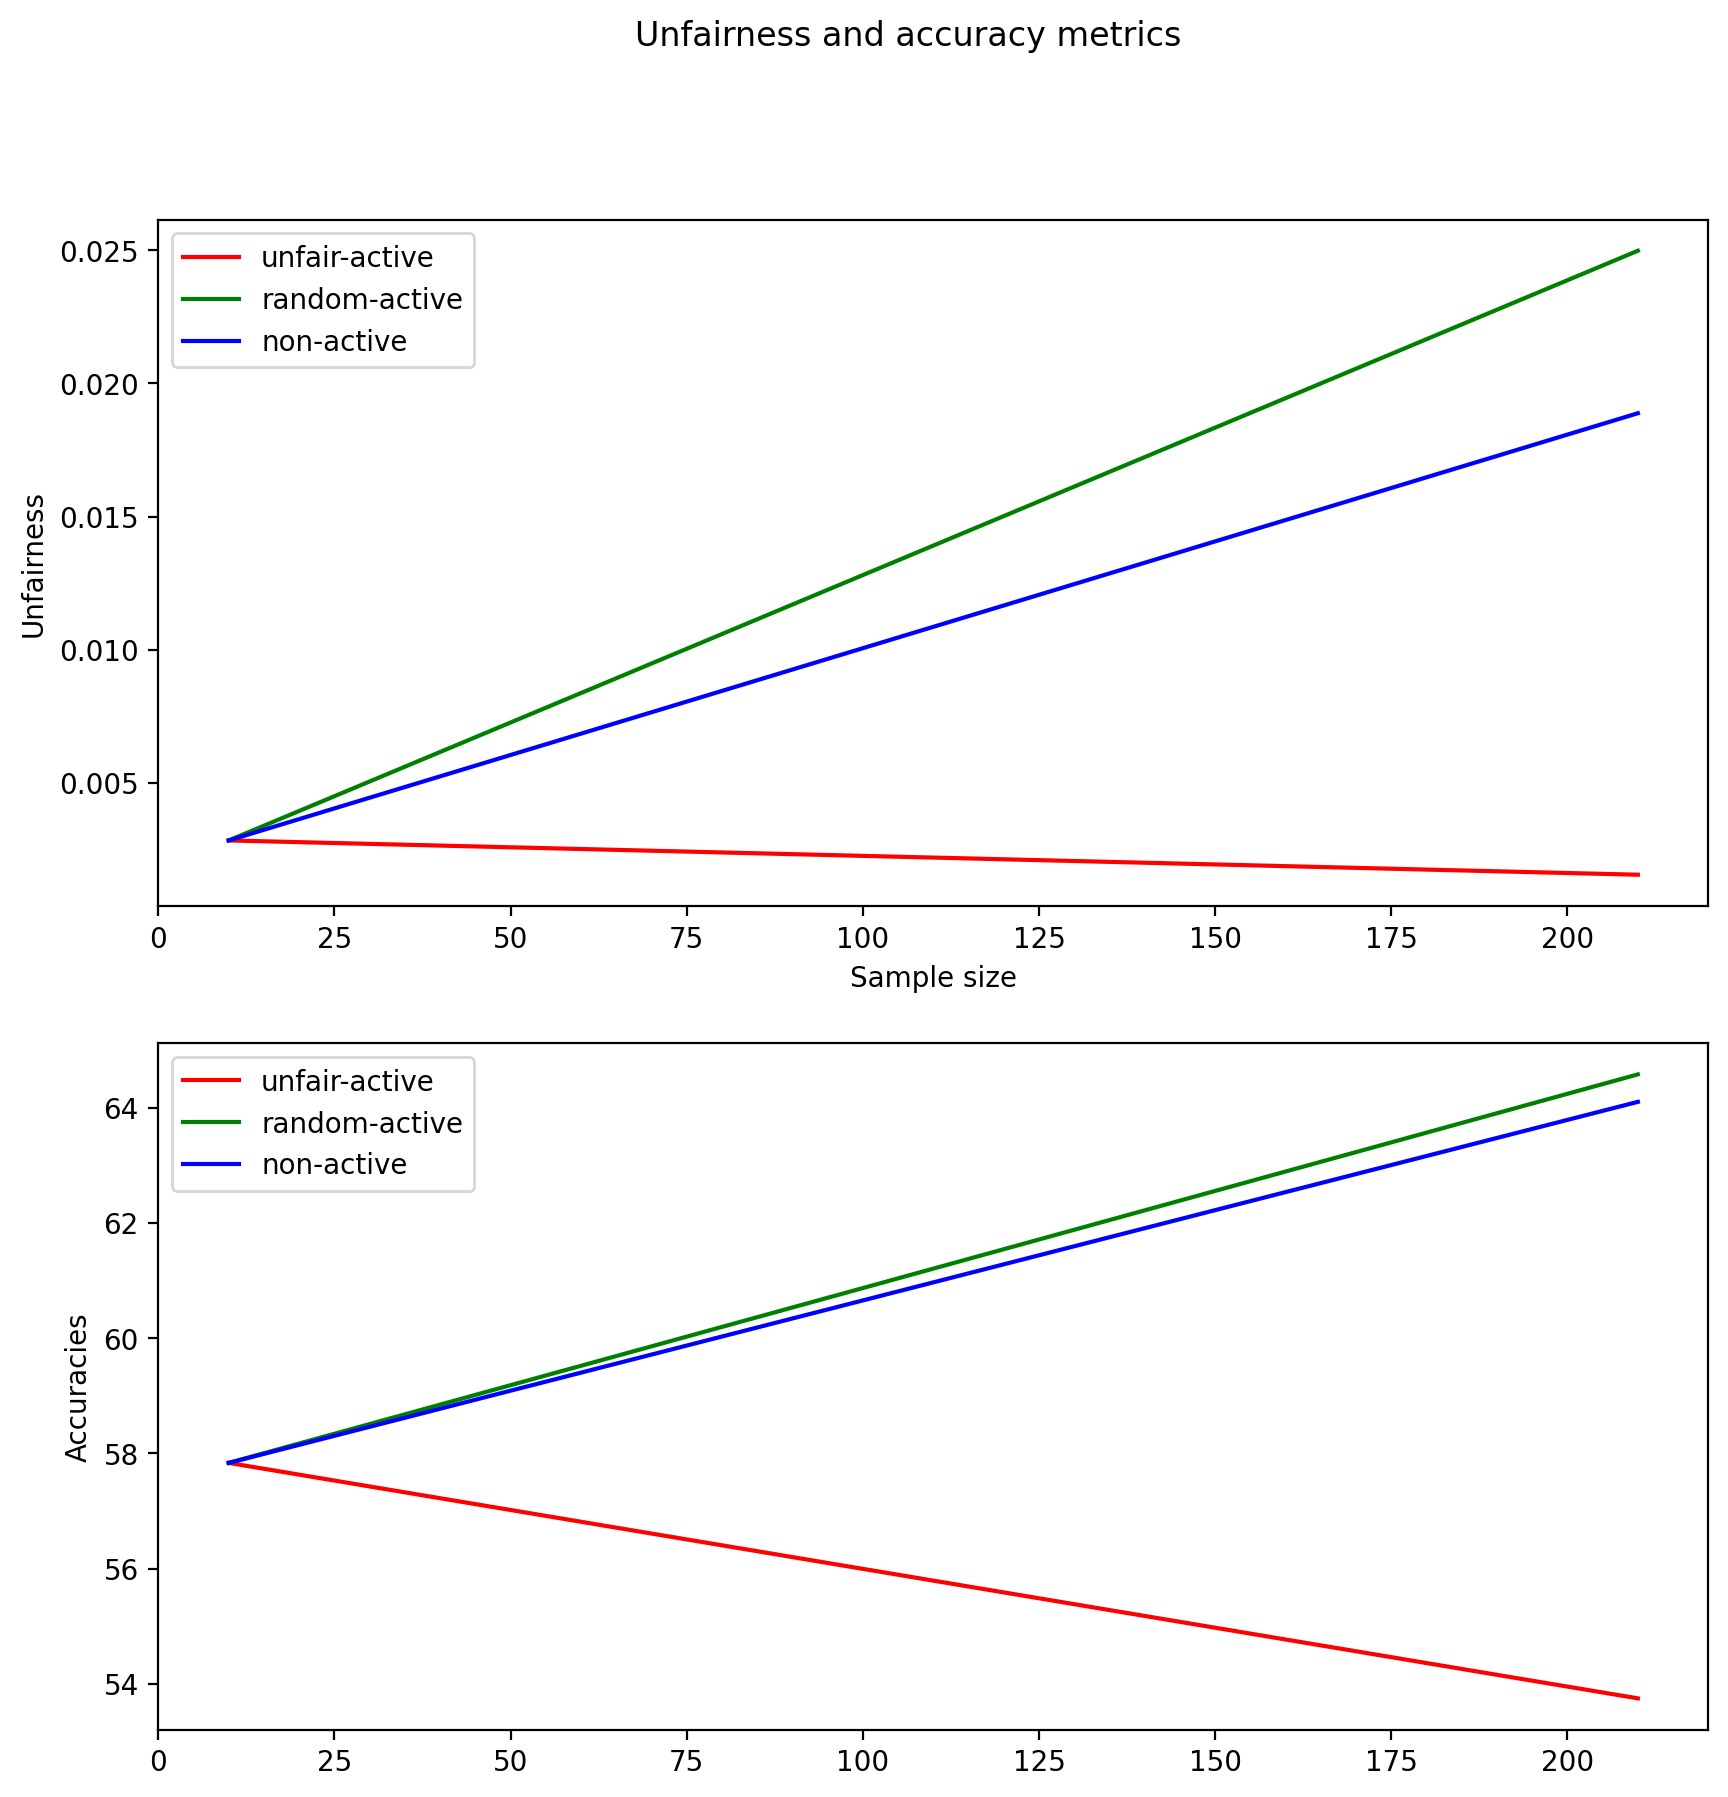 Unfairness and accuracy metrics
unfair-active
random-active
non-active
0.025
0.020
0.015
0.010
0.005
Unfairness
0 25 50 75 100 125 150 175 200
Sample size
unfair-active
random-active
non-active
64
62
60
58
56
54
Accuracies
0 25 50 75 100 125 150 175 200